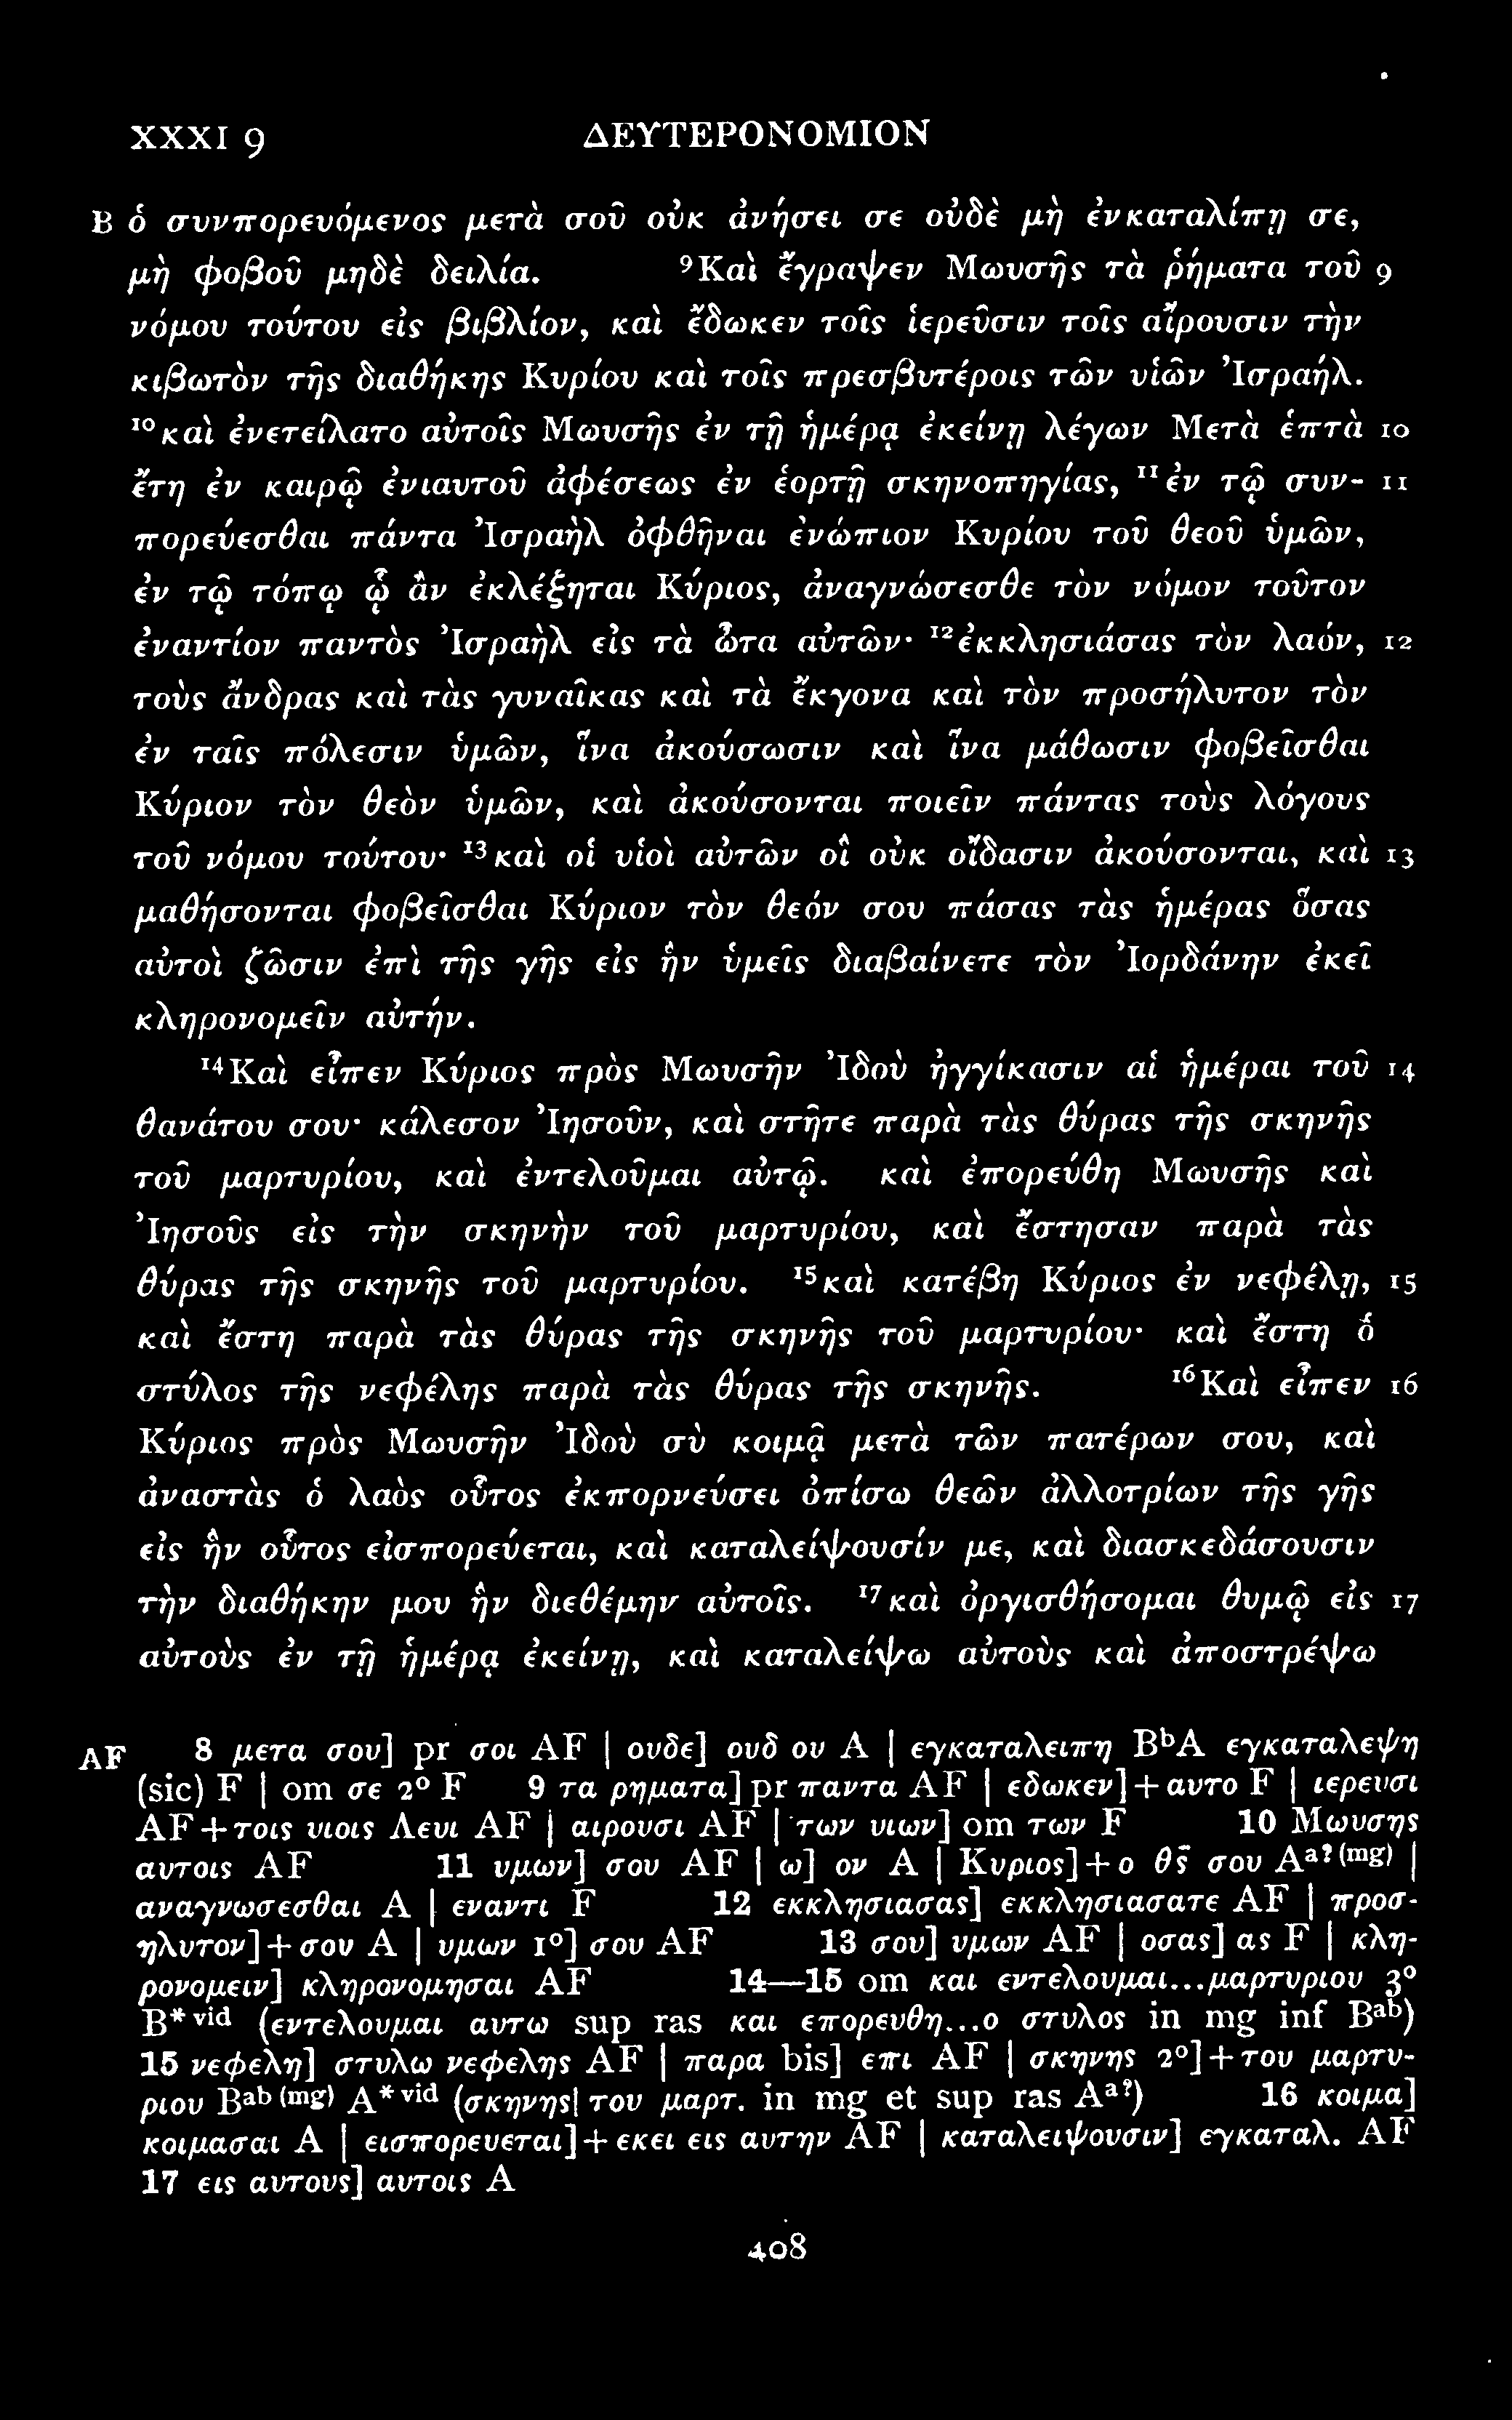 XXXI 9 ΔΕΥΤΕΡΟΝΟΜΙΟΝ
B ὁ συνπορευόμενος μετὰ σοῦ οὐκ ἀνήσει σε οὐδὲ μὴ ἐνκαταλίπῃ σε,
μὴ φοβοῦ μηδὲ δειλία. ⁹Καὶ ἔγραψεν Μωυσῆς τὰ ῥήματα τοῦ 9
νόμου τούτου εἰς βιβλίον, καὶ ἔδωκεν τοῖς ἱερεῦσιν τοῖς αἴρουσιν τὴν
κιβωτὸν τῆς διαθήκης Κυρίου καὶ τοῖς πρεσβυτέροις τῶν υἱῶν Ἰσραήλ.
¹⁰καὶ ἐνετείλατο αὐτοῖς Μωυσῆς ἐν τῇ ἡμέρᾳ ἐκείνῃ λέγων Μετὰ ἑπτὰ 10
ἔτη ἐν καιρῷ ἐνιαυτοῦ ἀφέσεως ἐν ἑορτῇ σκηνοπηγίας, ¹¹ἐν τῷ συν- 11
πορεύεσθαι πάντα Ἰσραὴλ ὀφθῆναι ἐνώπιον Κυρίου τοῦ θεοῦ ὑμῶν,
ἐν τῷ τόπῳ ᾧ ἂν ἐκλέξηται Κύριος, ἀναγνώσεσθε τὸν νόμον τοῦτον
ἐναντίον παντὸς Ἰσραὴλ εἰς τὰ ὦτα αὐτῶν· ¹²ἐκκλησιάσας τὸν λαόν, 12
τοὺς ἄνδρας καὶ τὰς γυναῖκας καὶ τὰ ἔκγονα καὶ τὸν προσήλυτον τὸν
ἐν ταῖς πόλεσιν ὑμῶν, ἵνα ἀκούσωσιν καὶ ἵνα μάθωσιν φοβεῖσθαι
Κύριον τὸν θεὸν ὑμῶν, καὶ ἀκούσονται ποιεῖν πάντας τοὺς λόγους
τοῦ νόμου τούτου· ¹³καὶ οἱ υἱοὶ αὐτῶν οἳ οὐκ οἴδασιν ἀκούσονται, καὶ 13
μαθήσονται φοβεῖσθαι Κύριον τὸν θεόν σου πάσας τὰς ἡμέρας ὅσας
αὐτοὶ ζῶσιν ἐπὶ τῆς γῆς εἰς ἣν ὑμεῖς διαβαίνετε τὸν Ἰορδάνην ἐκεῖ
κληρονομεῖν αὐτήν.
¹⁴Καὶ εἶπεν Κύριος πρὸς Μωυσῆν Ἰδοὺ ἠγγίκασιν αἱ ἡμέραι τοῦ 14
θανάτου σου· κάλεσον Ἰησοῦν, καὶ στῆτε παρὰ τὰς θύρας τῆς σκηνῆς
τοῦ μαρτυρίου, καὶ ἐντελοῦμαι αὐτῷ. καὶ ἐπορεύθη Μωυσῆς καὶ
Ἰησοῦς εἰς τὴν σκηνὴν τοῦ μαρτυρίου, καὶ ἔστησαν παρὰ τὰς
θύρας τῆς σκηνῆς τοῦ μαρτυρίου. ¹⁵καὶ κατέβη Κύριος ἐν νεφέλῃ, 15
καὶ ἔστη παρὰ τὰς θύρας τῆς σκηνῆς τοῦ μαρτυρίου· καὶ ἔστη ὁ
στύλος τῆς νεφέλης παρὰ τὰς θύρας τῆς σκηνῆς. ¹⁶Καὶ εἶπεν 16
Κύριος πρὸς Μωυσῆν Ἰδοὺ σὺ κοιμᾷ μετὰ τῶν πατέρων σου, καὶ
ἀναστὰς ὁ λαὸς οὗτος ἐκπορνεύσει ὀπίσω θεῶν ἀλλοτρίων τῆς γῆς
εἰς ἣν οὗτος εἰσπορεύεται, καὶ καταλείψουσίν με, καὶ διασκεδάσουσιν
τὴν διαθήκην μου ἣν διεθέμην αὐτοῖς. ¹⁷καὶ ὀργισθήσομαι θυμῷ εἰς 17
αὐτοὺς ἐν τῇ ἡμέρᾳ ἐκείνῃ, καὶ καταλείψω αὐτοὺς καὶ ἀποστρέψω
AF 8 μετα σου] pr σοι AF | ουδε] ουδ ου A | εγκαταλειπη BᵇA εγκαταλεψη
(sic) F | om σε 2° F 9 τα ρηματα] pr παντα AF | εδωκεν]+αυτο F | ιερευσι
AF+τοις υιοις Λευι AF | αιρουσι AF | των υιων] om των F 10 Μωυσης
αυτοις AF 11 υμων] σου AF | ω] ον A | Κυριος]+ο θς̄ σου Aᵃ?⁽ᵐᵍ⁾ |
αναγνωσεσθαι A | εναντι F 12 εκκλησιασας] εκκλησιασατε AF | προσ-
ηλυτον]+σου A | υμων 1°] σου AF 13 σου] υμων AF | οσας] ας F | κλη-
ρονομειν] κληρονομησαι AF 14—15 om και εντελουμαι...μαρτυριου 3°
B*ᵛⁱᵈ (εντελουμαι αυτω sup ras και επορευθη...ο στυλος in mg inf Bᵃᵇ)
15 νεφελη] στυλω νεφελης AF | παρα bis] επι AF | σκηνης 2°]+του μαρτυ-
ριου Bᵃᵇ⁽ᵐᵍ⁾ A*ᵛⁱᵈ (σκηνης| του μαρτ. in mg et sup ras Aᵃ?) 16 κοιμα]
κοιμασαι A | εισπορευεται]+εκει εις αυτην AF | καταλειψουσιν] εγκαταλ. AF
17 εις αυτους] αυτοις A
408